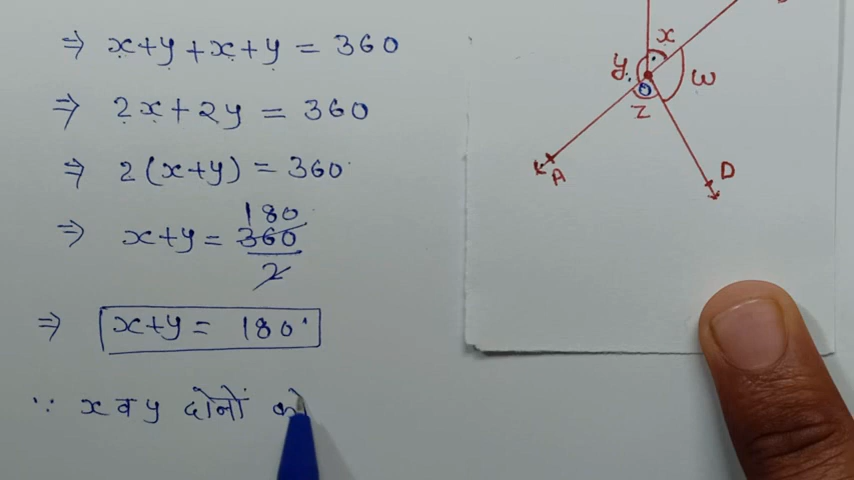 ⇒ x+y+x+y = 360
⇒ 2x+2y = 360
⇒ 2(x+y) = 360
⇒ x+y = 360/2
180
⇒ x+y = 180°
∵ x व y दोनों
x
y
O
w
z
A
D